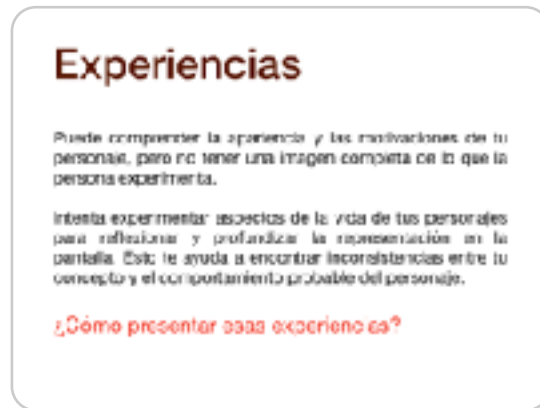 Experiencias
Puede comprender la apariencia y las motivaciones de tu
personaje, pero no tener una imagen completa de lo que la
persona experimenta.
Intenta experimentar aspectos de la vida de tus personajes
para reflexionar y profundizar la representación en la
pantalla. Esto te ayuda a encontrar inconsistencias entre tu
concepto y el comportamiento probable del personaje.
¿Cómo presentar esas experiencias?